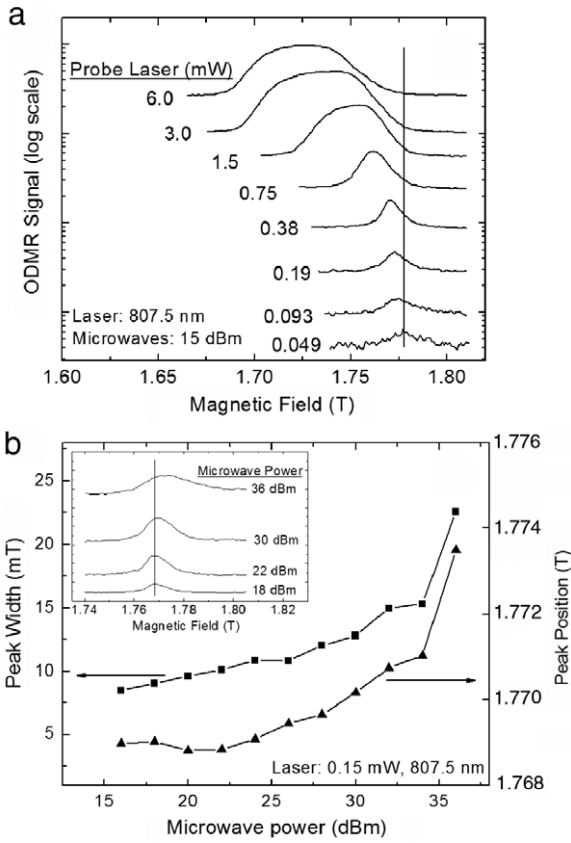 a
Probe Laser (mW)
6.0
3.0
1.5
0.75
0.38
0.19
0.093
0.049
ODMR Signal (log scale)
Laser: 807.5 nm
Microwaves: 15 dBm
1.60
1.65
1.70
1.75
1.80
Magnetic Field (T)
b
Microwave Power
36 dBm
30 dBm
22 dBm
18 dBm
1.74
1.76
1.78
1.80
1.82
Magnetic Field (T)
25
20
15
10
5
Peak Width (mT)
1.776
1.774
1.772
1.770
1.768
Peak Position (T)
Laser: 0.15 mW, 807.5 nm
15
20
25
30
35
Microwave power (dBm)